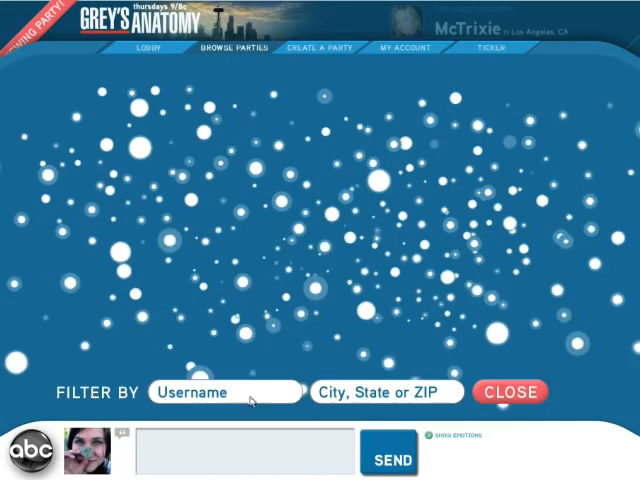 thursdays 9/8c
GREY'S ANATOMY
WING PARTY!
McTrixie in Los Angeles, CA
LOBBY BROWSE PARTIES CREATE A PARTY MY ACCOUNT TICKER
FILTER BY Username City, State or ZIP CLOSE
abc
SEND
SHOW EMOTIONS